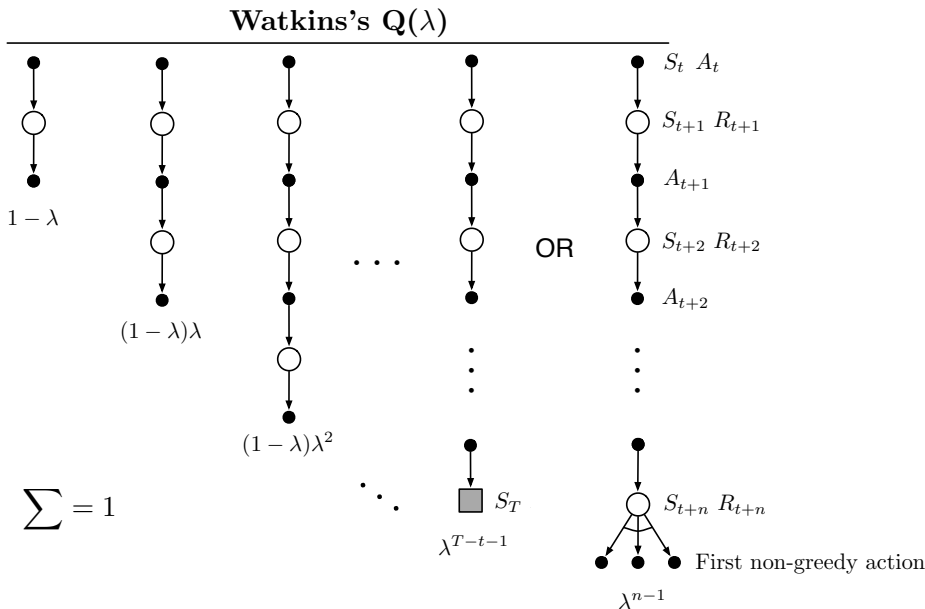 Watkins's Q(λ)
S_t A_t
S_{t+1} R_{t+1}
A_{t+1}
1 − λ
S_{t+2} R_{t+2}
OR
A_{t+2}
(1 − λ)λ
(1 − λ)λ^2
∑ = 1
S_T
S_{t+n} R_{t+n}
λ^{T−t−1}
First non-greedy action
λ^{n−1}